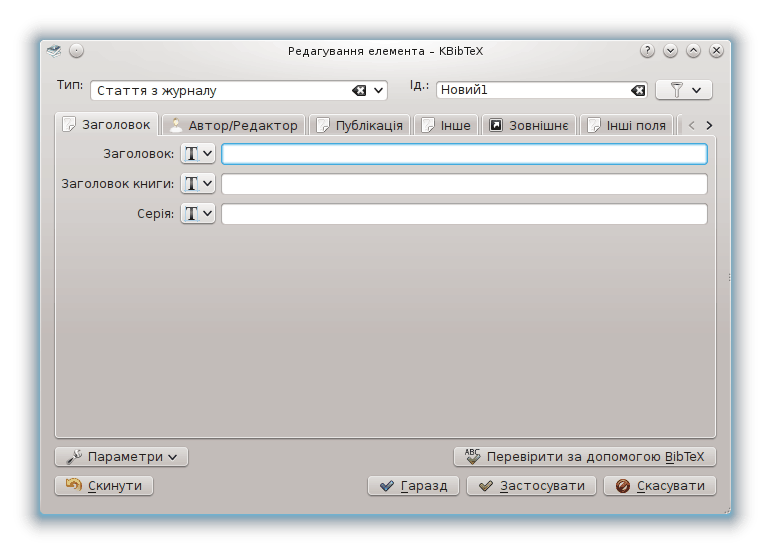 Редагування елемента – KBibTeX
Тип: Стаття з журналу Ід.: Новий1
Заголовок Автор/Редактор Публікація Інше Зовнішнє Інші поля
Заголовок: T
Заголовок книги: T
Серія: T
Параметри ABC Перевірити за допомогою BibTeX
Скинути Гаразд Застосувати Скасувати